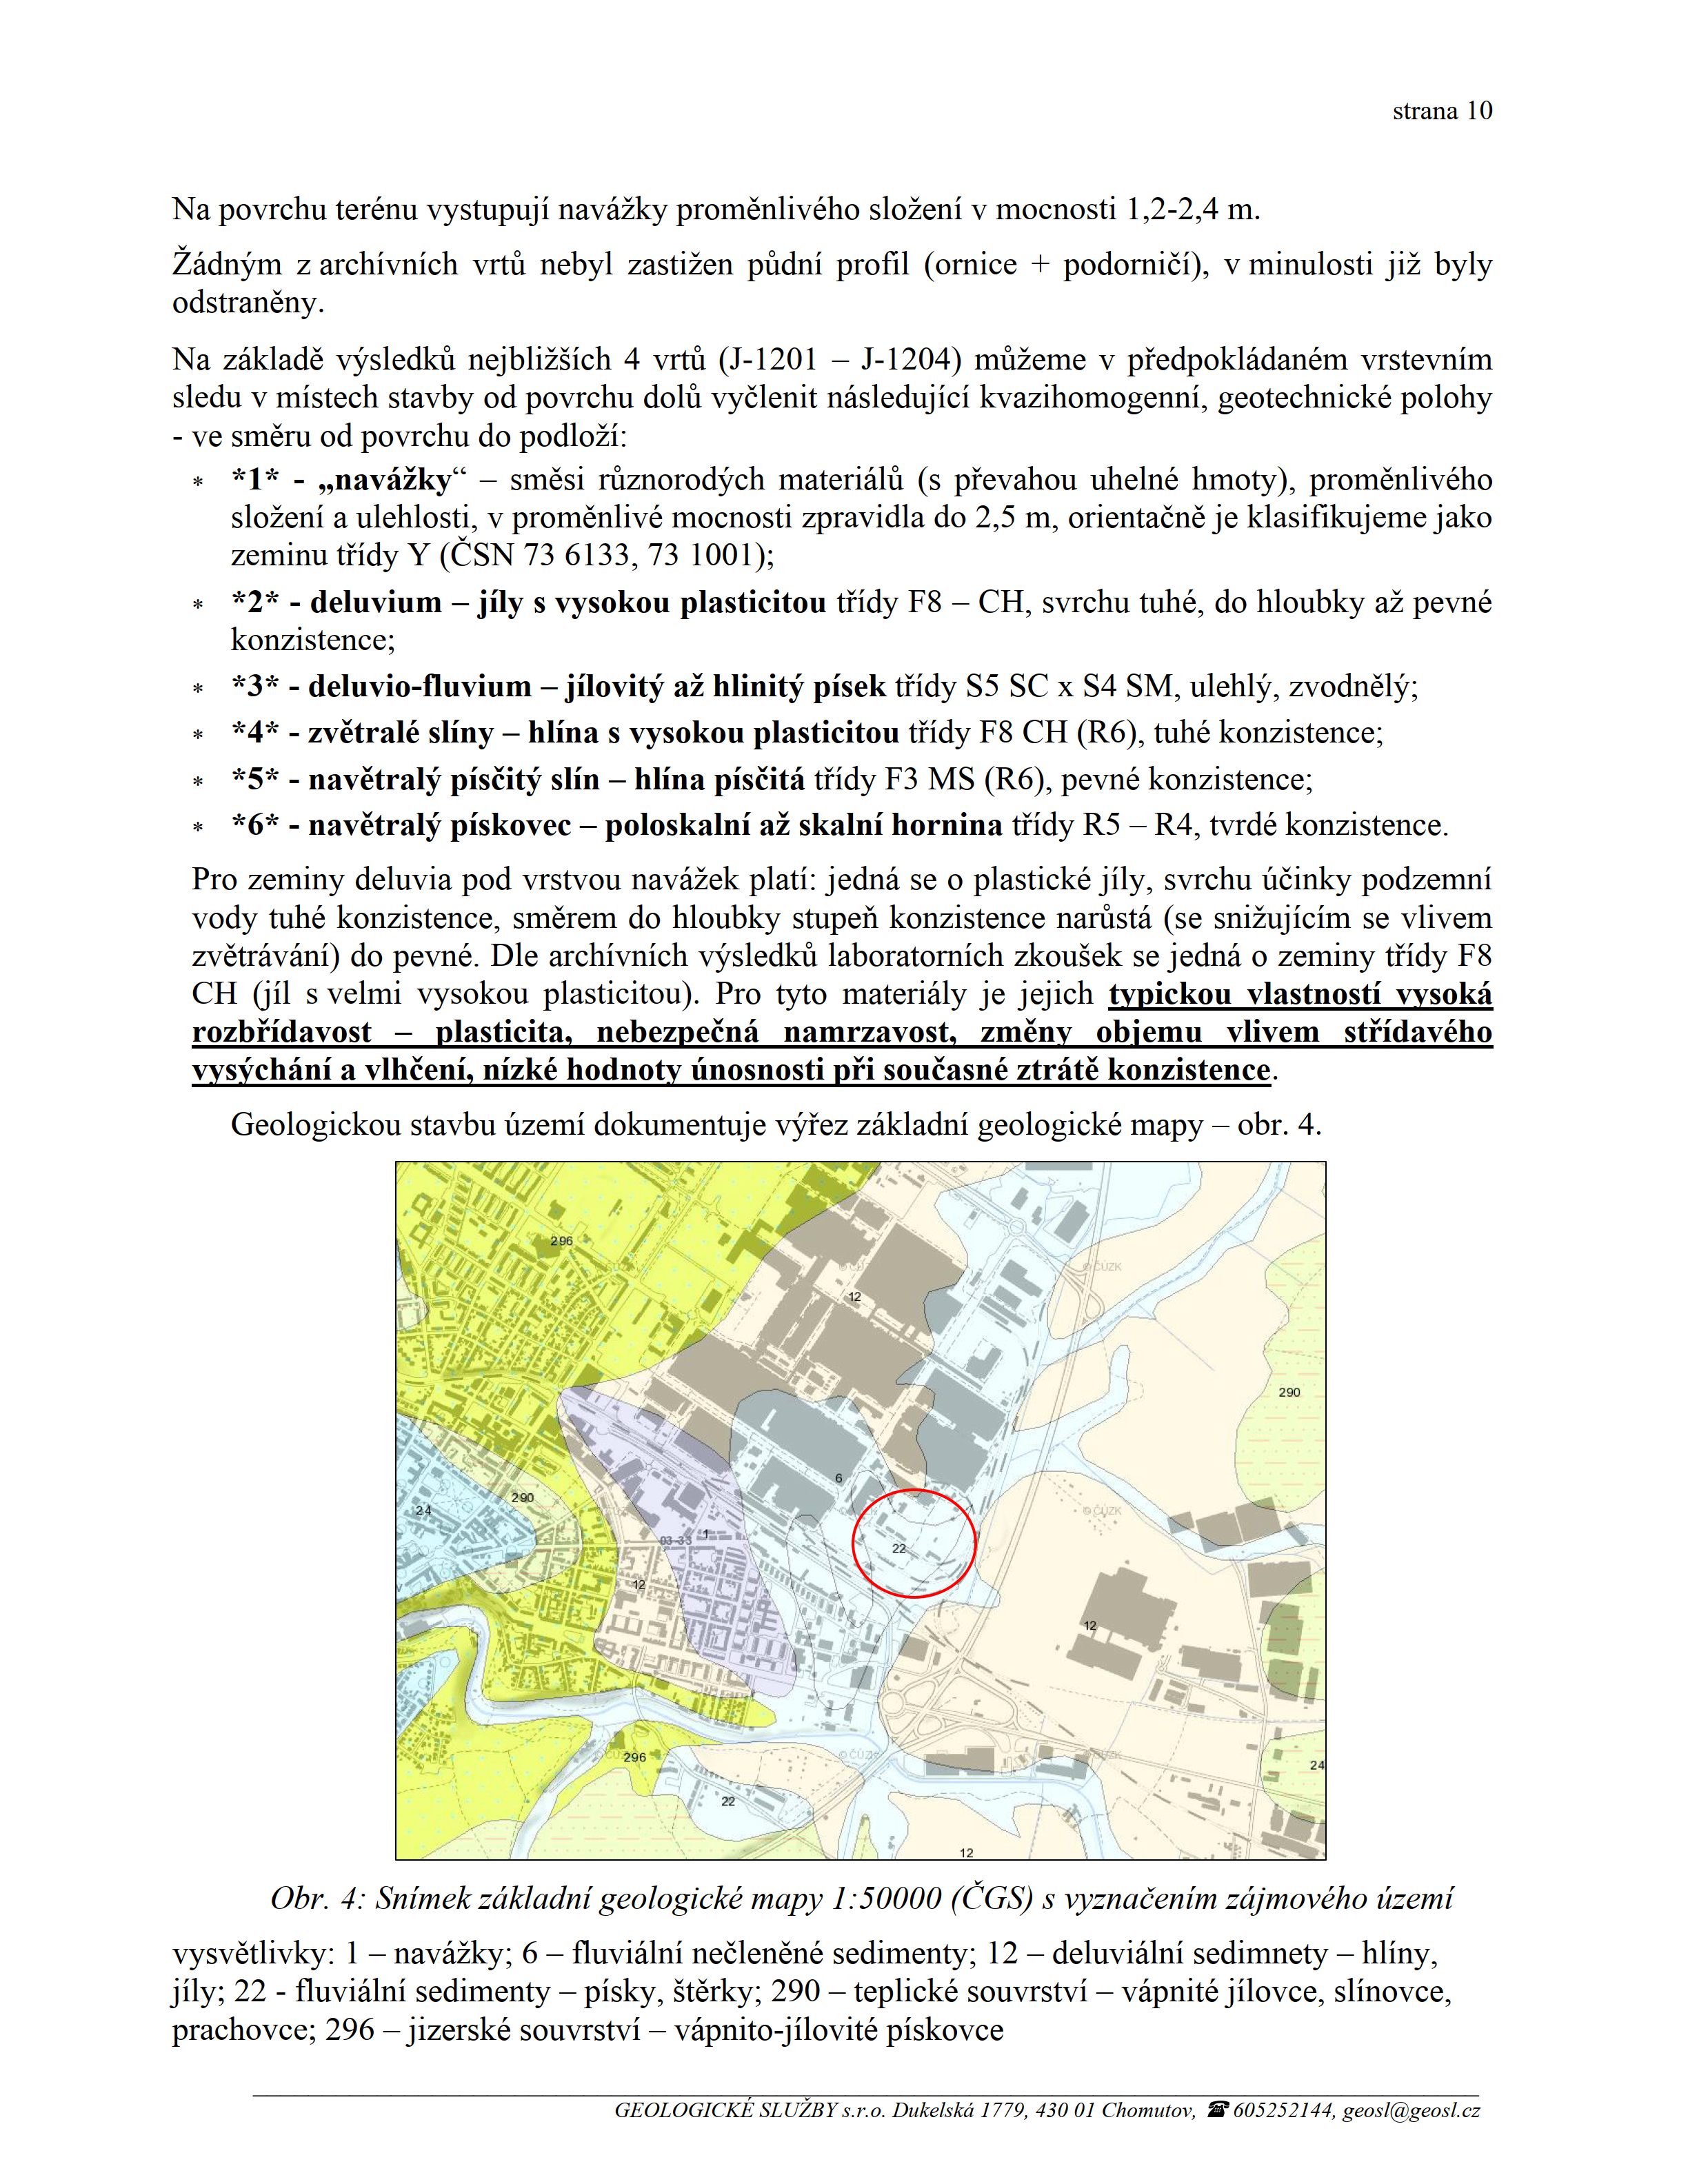 strana 10
Na povrchu terénu vystupují navážky proměnlivého složení v mocnosti 1,2-2,4 m.
Žádným z archívních vrtů nebyl zastižen půdní profil (ornice + podorničí), v minulosti již byly
odstraněny.
Na základě výsledků nejbližších 4 vrtů (J-1201 – J-1204) můžeme v předpokládaném vrstevním
sledu v místech stavby od povrchu dolů vyčlenit následující kvazihomogenní, geotechnické polohy
- ve směru od povrchu do podloží:
* *1* - „navážky“ – směsi různorodých materiálů (s převahou uhelné hmoty), proměnlivého
složení a ulehlosti, v proměnlivé mocnosti zpravidla do 2,5 m, orientačně je klasifikujeme jako
zeminu třídy Y (ČSN 73 6133, 73 1001);
* *2* - deluvium – jíly s vysokou plasticitou třídy F8 – CH, svrchu tuhé, do hloubky až pevné
konzistence;
* *3* - deluvio-fluvium – jílovitý až hlinitý písek třídy S5 SC x S4 SM, ulehlý, zvodnělý;
* *4* - zvětralé slíny – hlína s vysokou plasticitou třídy F8 CH (R6), tuhé konzistence;
* *5* - navětralý písčitý slín – hlína písčitá třídy F3 MS (R6), pevné konzistence;
* *6* - navětralý pískovec – poloskalní až skalní hornina třídy R5 – R4, tvrdé konzistence.
Pro zeminy deluvia pod vrstvou navážek platí: jedná se o plastické jíly, svrchu účinky podzemní
vody tuhé konzistence, směrem do hloubky stupeň konzistence narůstá (se snižujícím se vlivem
zvětrávání) do pevné. Dle archívních výsledků laboratorních zkoušek se jedná o zeminy třídy F8
CH (jíl s velmi vysokou plasticitou). Pro tyto materiály je jejich typickou vlastností vysoká
rozbřídavost – plasticita, nebezpečná namrzavost, změny objemu vlivem střídavého
vysýchání a vlhčení, nízké hodnoty únosnosti při současné ztrátě konzistence.
Geologickou stavbu území dokumentuje výřez základní geologické mapy – obr. 4.
296
© ČÚZK
12
290
6
290
24
© ČÚZK
1
03-33
22
12
12
© ČÚZK
296
24
22
12
Obr. 4: Snímek základní geologické mapy 1:50000 (ČGS) s vyznačením zájmového území
vysvětlivky: 1 – navážky; 6 – fluviální nečleněné sedimenty; 12 – deluviální sedimnety – hlíny,
jíly; 22 - fluviální sedimenty – písky, štěrky; 290 – teplické souvrství – vápnité jílovce, slínovce,
prachovce; 296 – jizerské souvrství – vápnito-jílovité pískovce
GEOLOGICKÉ SLUŽBY s.r.o. Dukelská 1779, 430 01 Chomutov, ☎ 605252144, geosl@geosl.cz